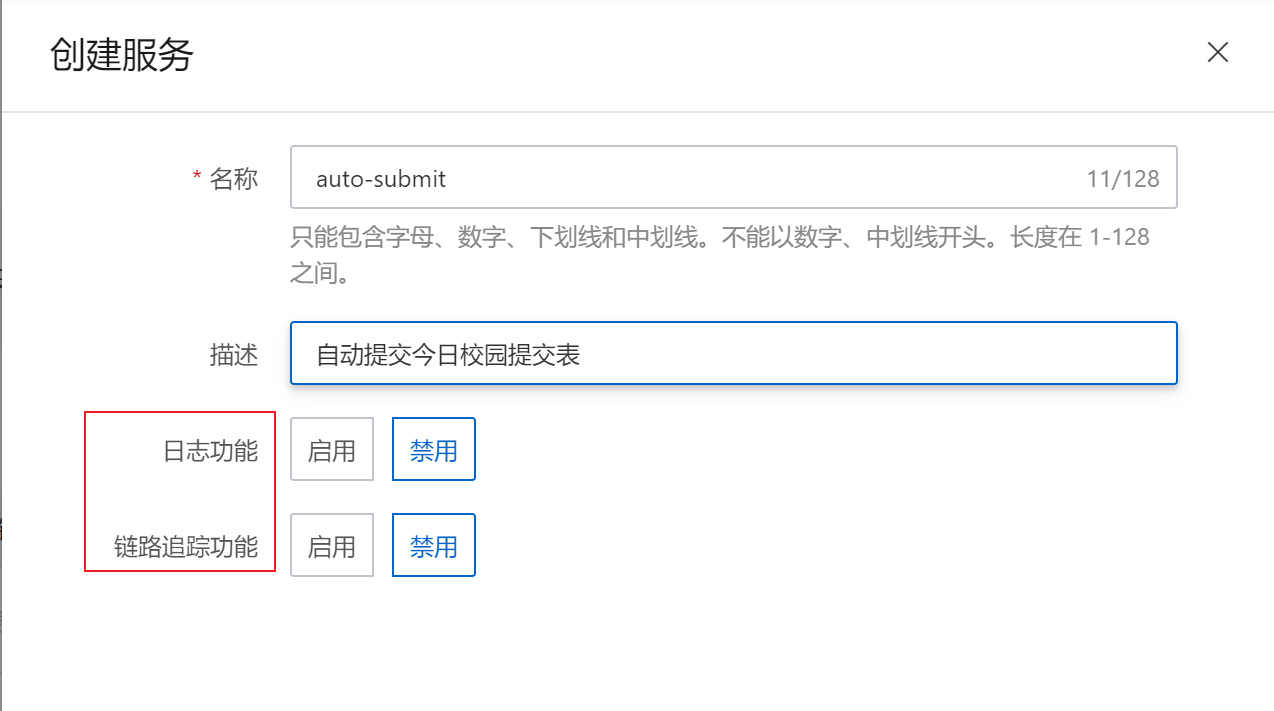 创建服务
* 名称 auto-submit 11/128
只能包含字母、数字、下划线和中划线。不能以数字、中划线开头。长度在 1-128
之间。
描述 自动提交今日校园提交表
日志功能 启用 禁用
链路追踪功能 启用 禁用